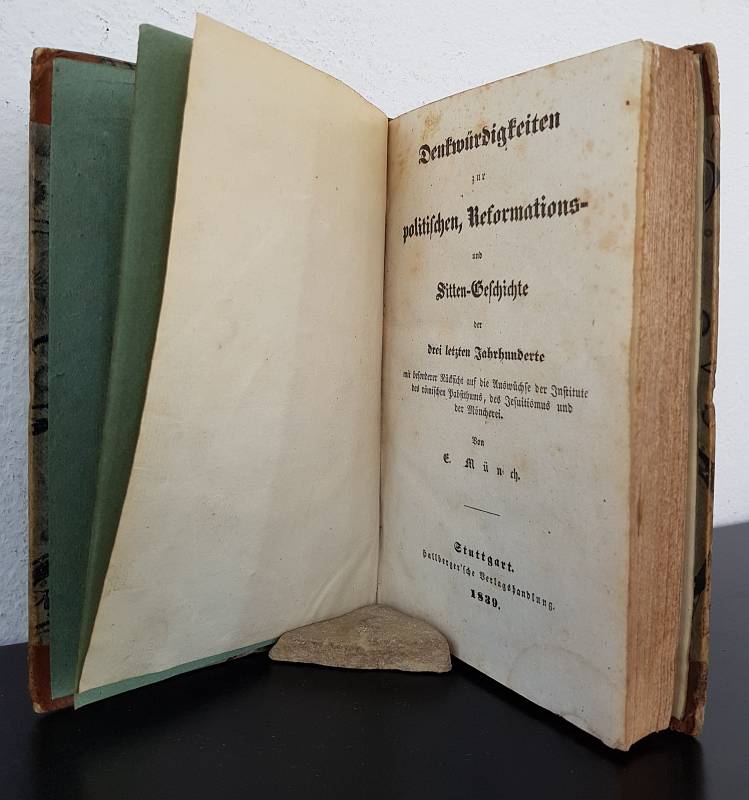 Denkwürdigkeiten
zur
politischen, Reformations-
und
Sitten-Geschichte
der
drei letzten Jahrhunderte
mit besonderer Rücksicht auf die Auswüchse der Institute
des römischen Pabstthums, des Jesuitismus und
der Möncherei.
Von
E. Münch.
Stuttgart.
Hallberger'sche Verlagshandlung.
1839.